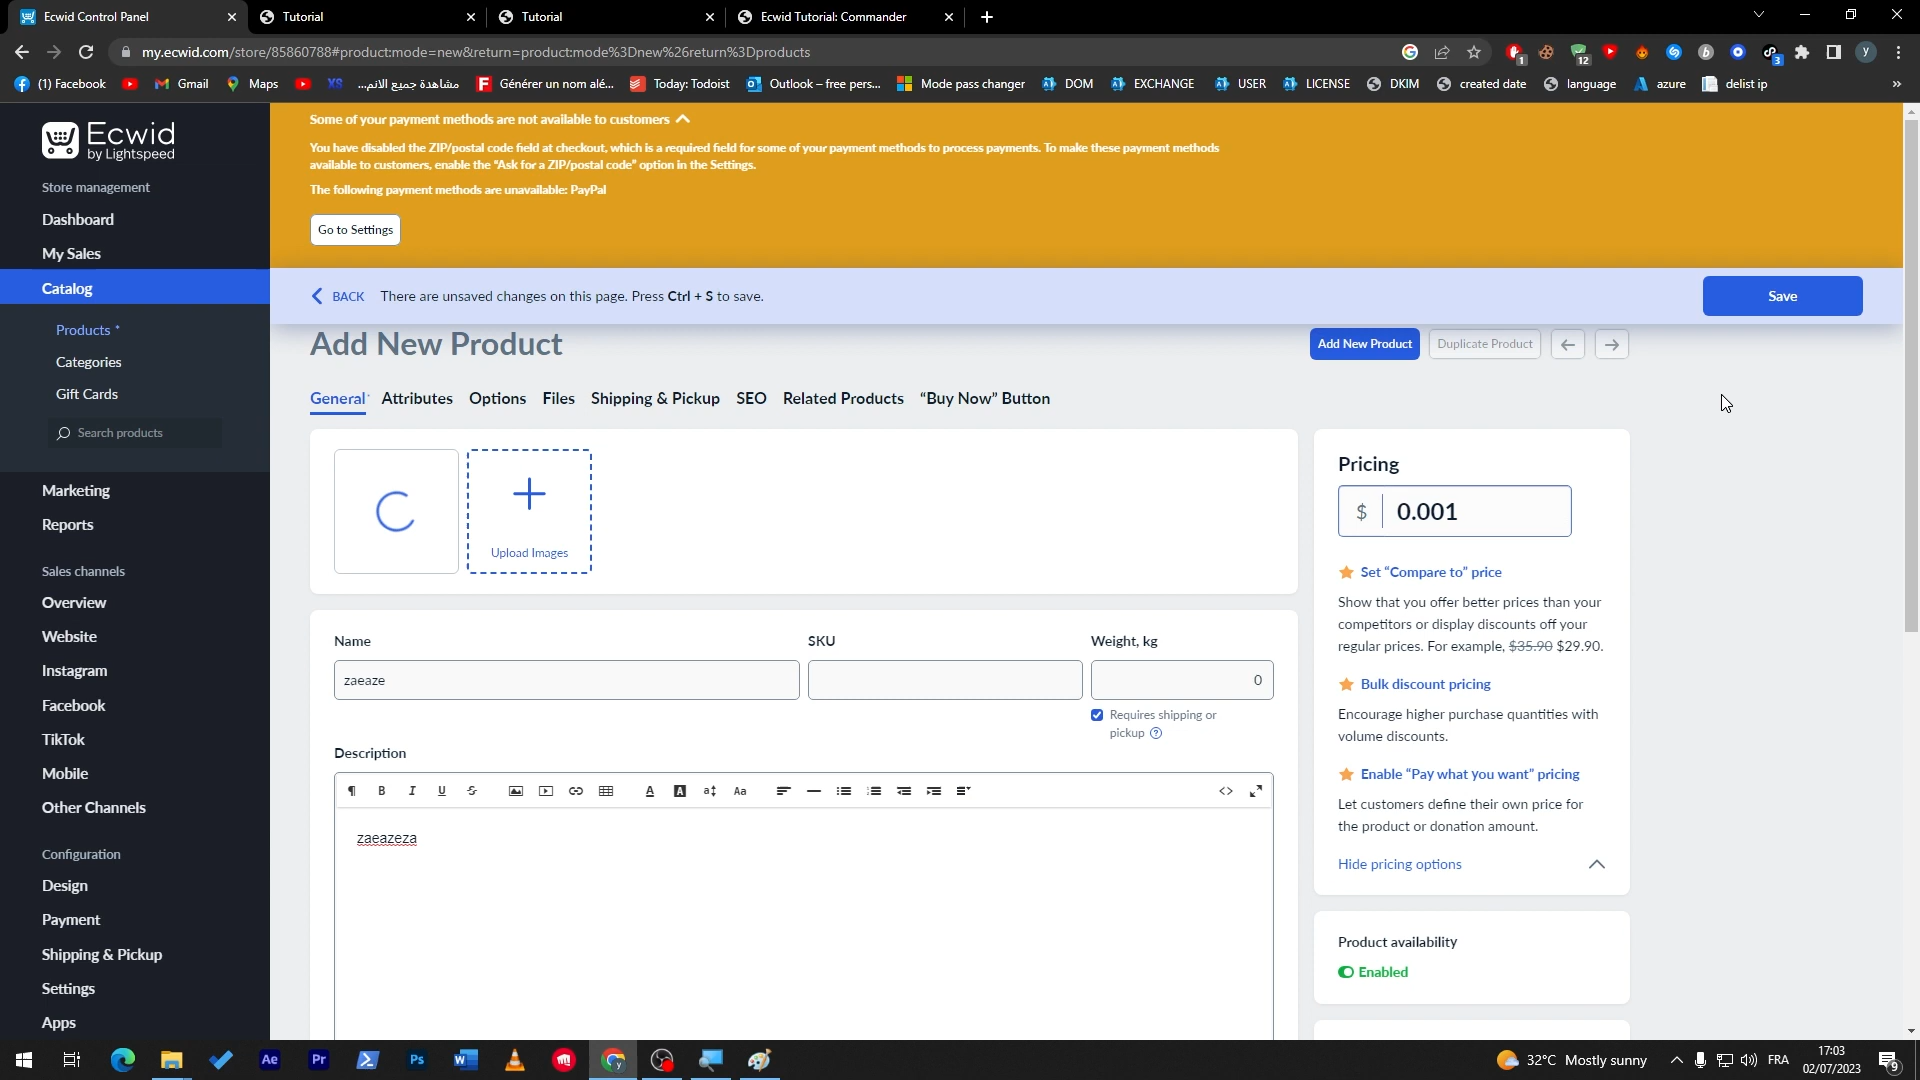 Ecwid Control Panel
Tutorial
Tutorial
Ecwid Tutorial: Commander
my.ecwid.com/store/85860788#product:mode=new&return=product:mode%3Dnew%26return%3Dproducts
1
12
3
y
(1) Facebook
Gmail
Maps
XS
مشاهدة جميع الانم...
Générer un nom alé...
Today: Todoist
Outlook – free pers...
Mode pass changer
DOM
EXCHANGE
USER
LICENSE
DKIM
created date
language
azure
delist ip
»
Ecwid
by Lightspeed
Store management
Dashboard
My Sales
Catalog
Products *
Categories
Gift Cards
Search products
Marketing
Reports
Sales channels
Overview
Website
Instagram
Facebook
TikTok
Mobile
Other Channels
Configuration
Design
Payment
Shipping & Pickup
Settings
Apps
Some of your payment methods are not available to customers
You have disabled the ZIP/postal code field at checkout, which is a required field for some of your payment methods to process payments. To make these payment methods
available to customers, enable the “Ask for a ZIP/postal code” option in the Settings.
The following payment methods are unavailable: PayPal
Go to Settings
BACK There are unsaved changes on this page. Press Ctrl + S to save.
Save
Add New Product
Add New Product
Duplicate Product
General* Attributes Options Files Shipping & Pickup SEO Related Products “Buy Now” Button
Upload Images
Name
SKU
Weight, kg
zaeaze
0
Requires shipping or
pickup ?
Description
zaeazeza
Pricing
$ 0.001
Set “Compare to” price
Show that you offer better prices than your
competitors or display discounts off your
regular prices. For example, $35.90 $29.90.
Bulk discount pricing
Encourage higher purchase quantities with
volume discounts.
Enable “Pay what you want” pricing
Let customers define their own price for
the product or donation amount.
Hide pricing options
Product availability
Enabled
Ae
Pr
Ps
32°C Mostly sunny
FRA
17:03
02/07/2023
9